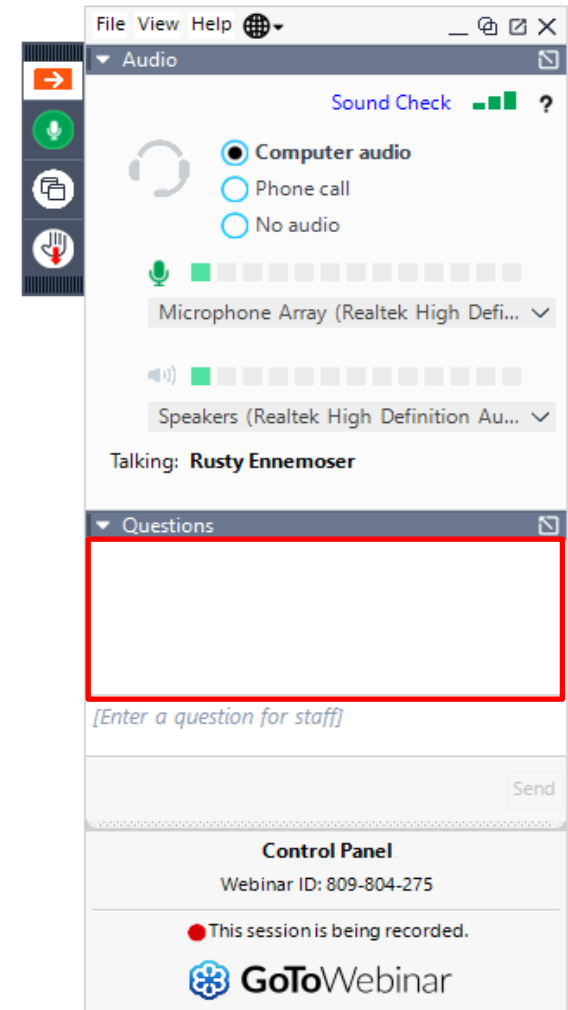 File View Help
Audio
Sound Check ?
Computer audio
Phone call
No audio
Microphone Array (Realtek High Defi...
Speakers (Realtek High Definition Au...
Talking: Rusty Ennemoser
Questions
[Enter a question for staff]
Send
Control Panel
Webinar ID: 809-804-275
This session is being recorded.
GoToWebinar